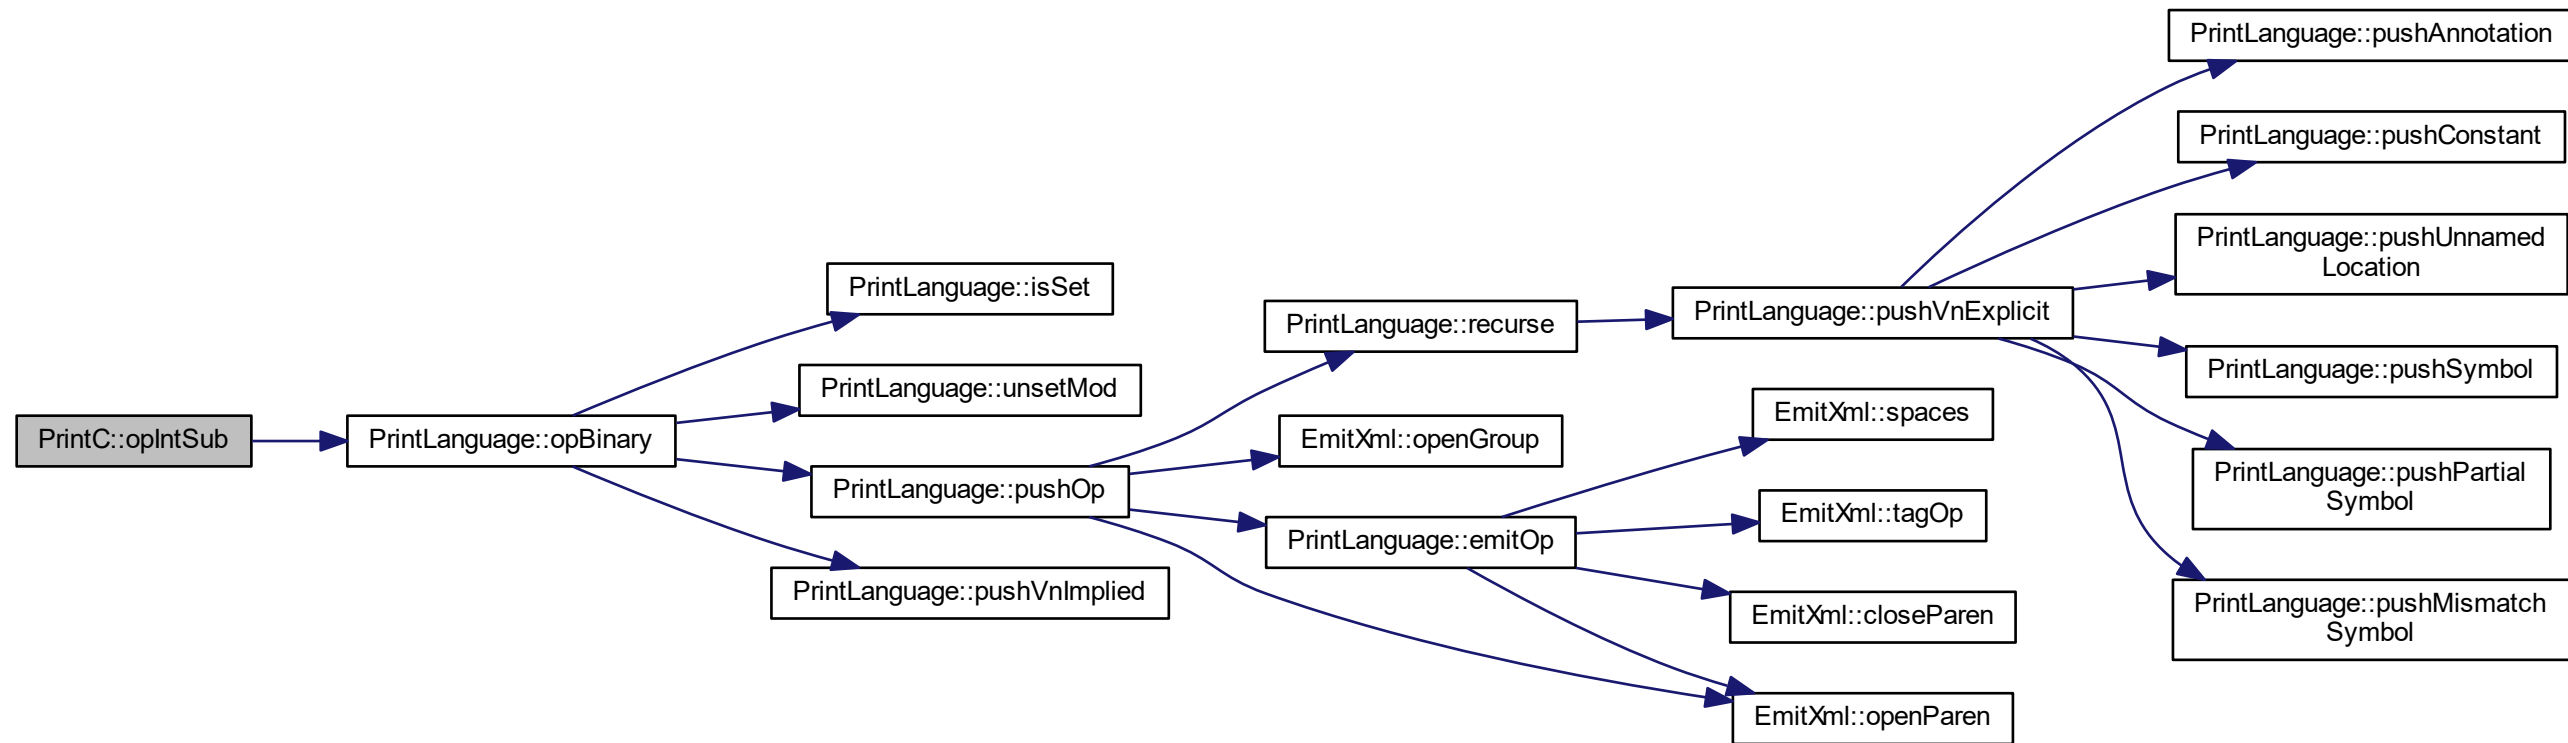 PrintLanguage::pushAnnotation
PrintLanguage::pushConstant
PrintLanguage::pushUnnamed
Location
PrintLanguage::isSet
PrintLanguage::recurse
PrintLanguage::pushVnExplicit
PrintLanguage::unsetMod
PrintLanguage::pushSymbol
EmitXml::spaces
PrintC::opIntSub
PrintLanguage::opBinary
EmitXml::openGroup
PrintLanguage::pushOp
PrintLanguage::pushPartial
Symbol
EmitXml::tagOp
PrintLanguage::emitOp
PrintLanguage::pushVnImplied
EmitXml::closeParen
PrintLanguage::pushMismatch
Symbol
EmitXml::openParen